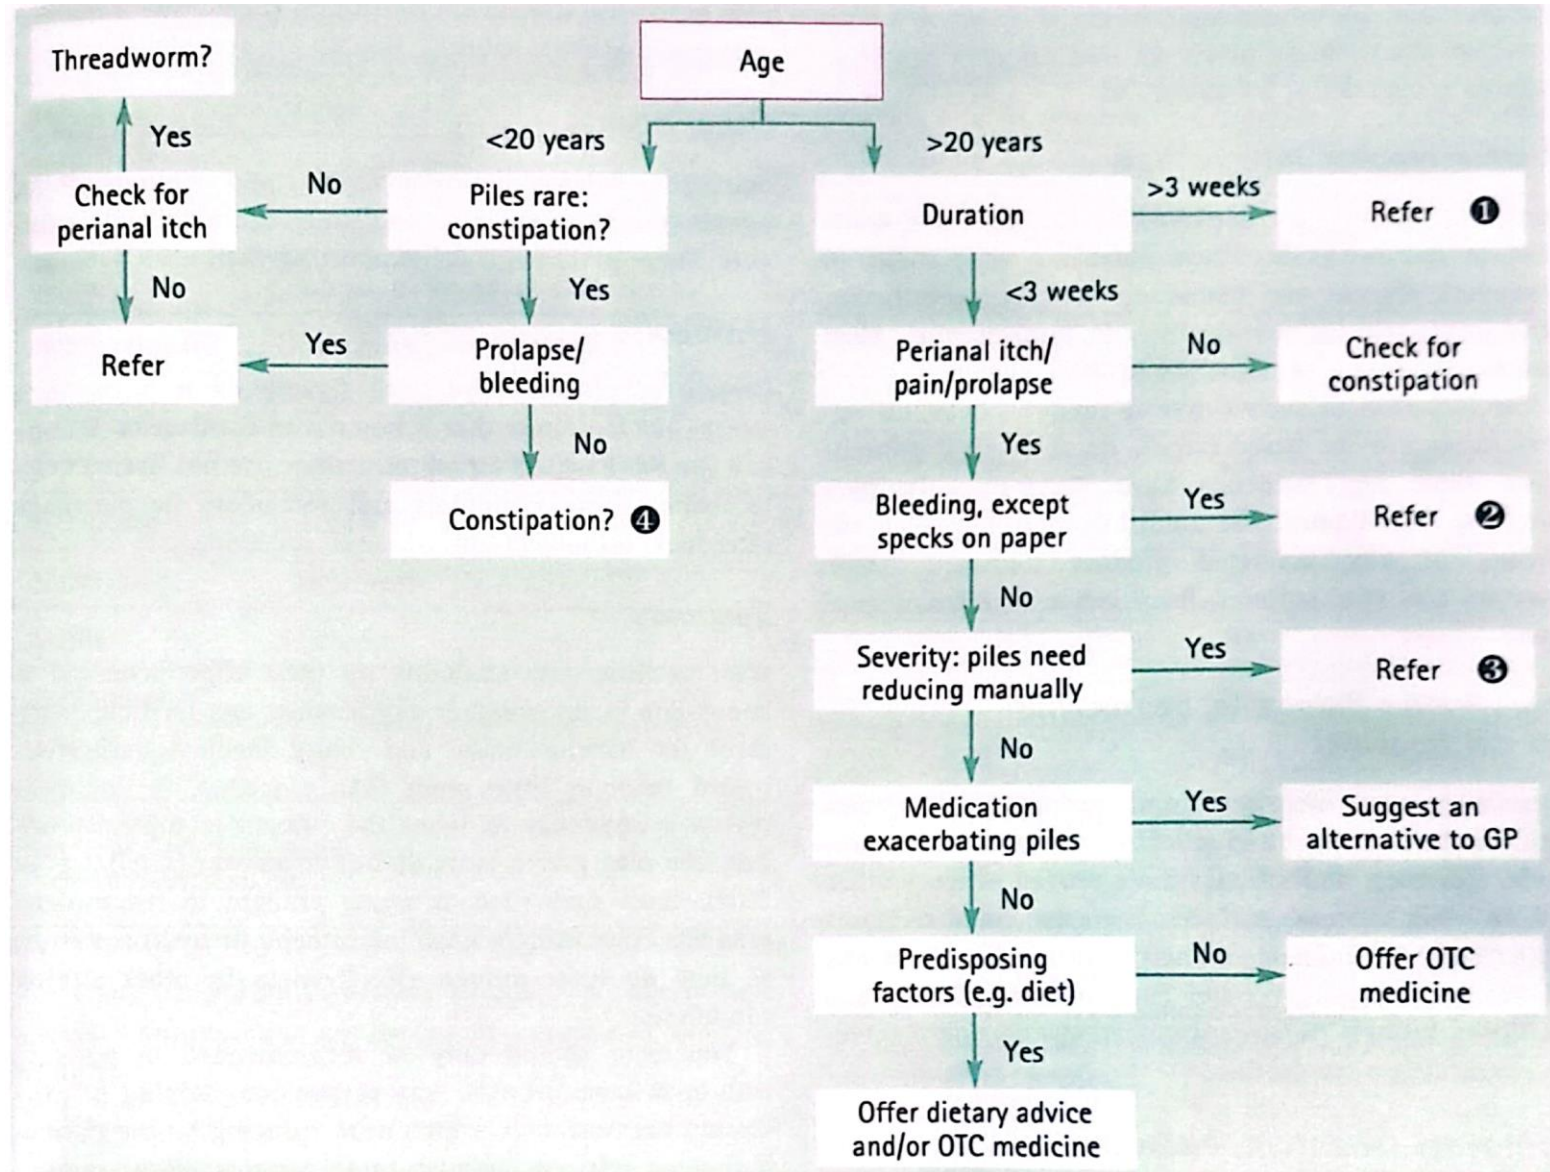 Threadworm?
Age
Yes
<20 years
>20 years
Check for
perianal itch
No
Piles rare:
constipation?
Duration
>3 weeks
Refer ❶
No
Yes
<3 weeks
Refer
Yes
Prolapse/
bleeding
Perianal itch/
pain/prolapse
No
Check for
constipation
No
Yes
Constipation? ❹
Bleeding, except
specks on paper
Yes
Refer ❷
No
Severity: piles need
reducing manually
Yes
Refer ❸
No
Medication
exacerbating piles
Yes
Suggest an
alternative to GP
No
Predisposing
factors (e.g. diet)
No
Offer OTC
medicine
Yes
Offer dietary advice
and/or OTC medicine